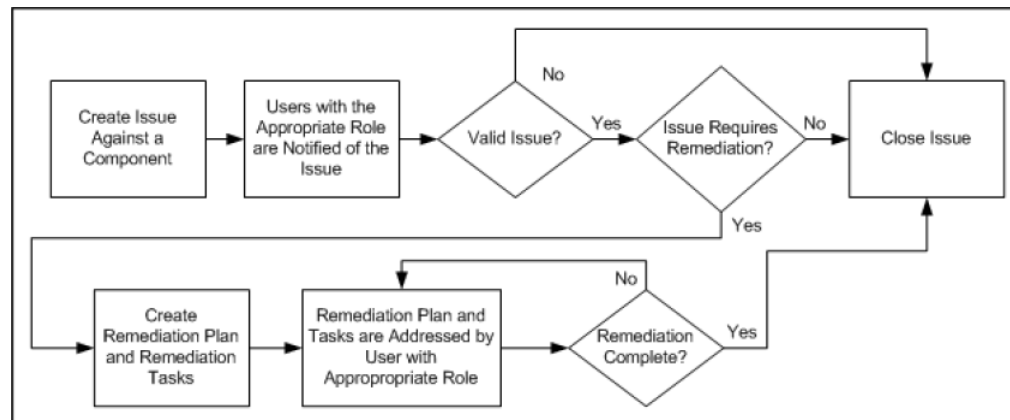 Create Issue
Against a
Component
Users with the
Appropriate Role
are Notified of the
Issue
Valid Issue?
No
Yes
Issue Requires
Remediation?
No
Yes
Close Issue
Create
Remediation Plan
and Remediation
Tasks
Remediation Plan and
Tasks are Addressed by
User with
Appropropriate Role
No
Remediation
Complete?
Yes